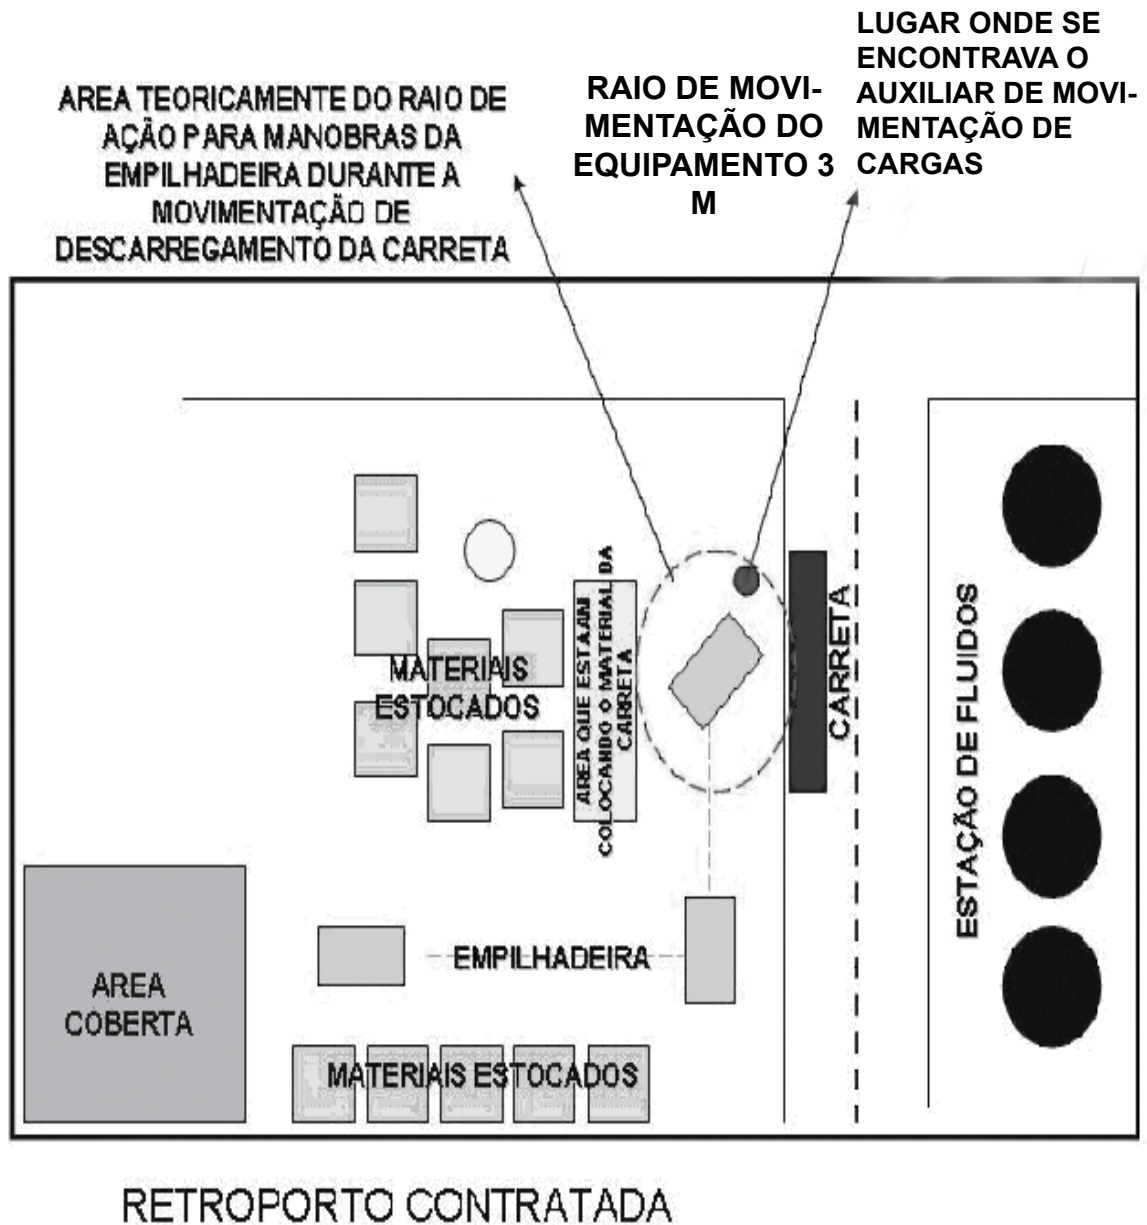 LUGAR ONDE SE
ENCONTRAVA O
AUXILIAR DE MOVI-
MENTAÇÃO DE
CARGAS
RAIO DE MOVI-
MENTAÇÃO DO
EQUIPAMENTO 3
M
AREA TEORICAMENTE DO RAIO DE
AÇÃO PARA MANOBRAS DA
EMPILHADEIRA DURANTE A
MOVIMENTAÇÃO DE
DESCARREGAMENTO DA CARRETA
MATERIAIS
ESTOCADOS
AREA QUE ESTAAMI
COLOCANDO O MATERIAL DA
CARRETA
CARRETA
ESTAÇÃO DE FLUIDOS
EMPILHADEIRA
AREA
COBERTA
MATERIAIS ESTOCADOS
RETROPORTO CONTRATADA